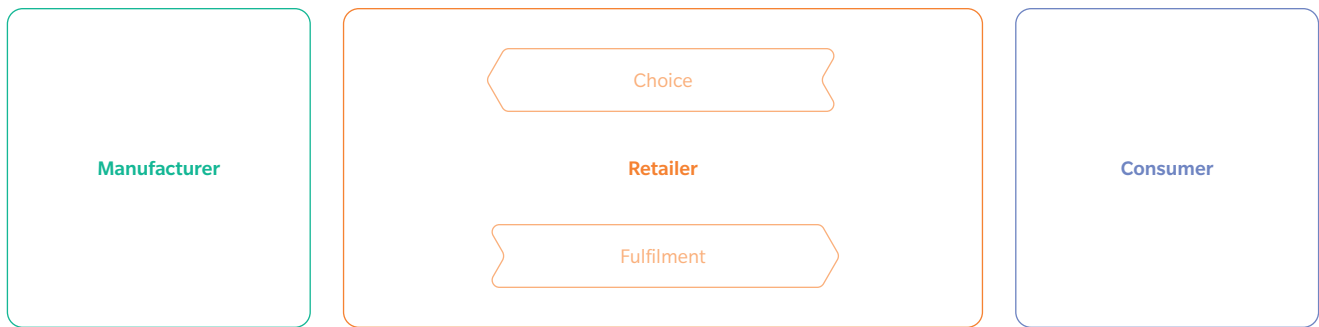 Choice
Manufacturer
Retailer
Consumer
Fulfilment